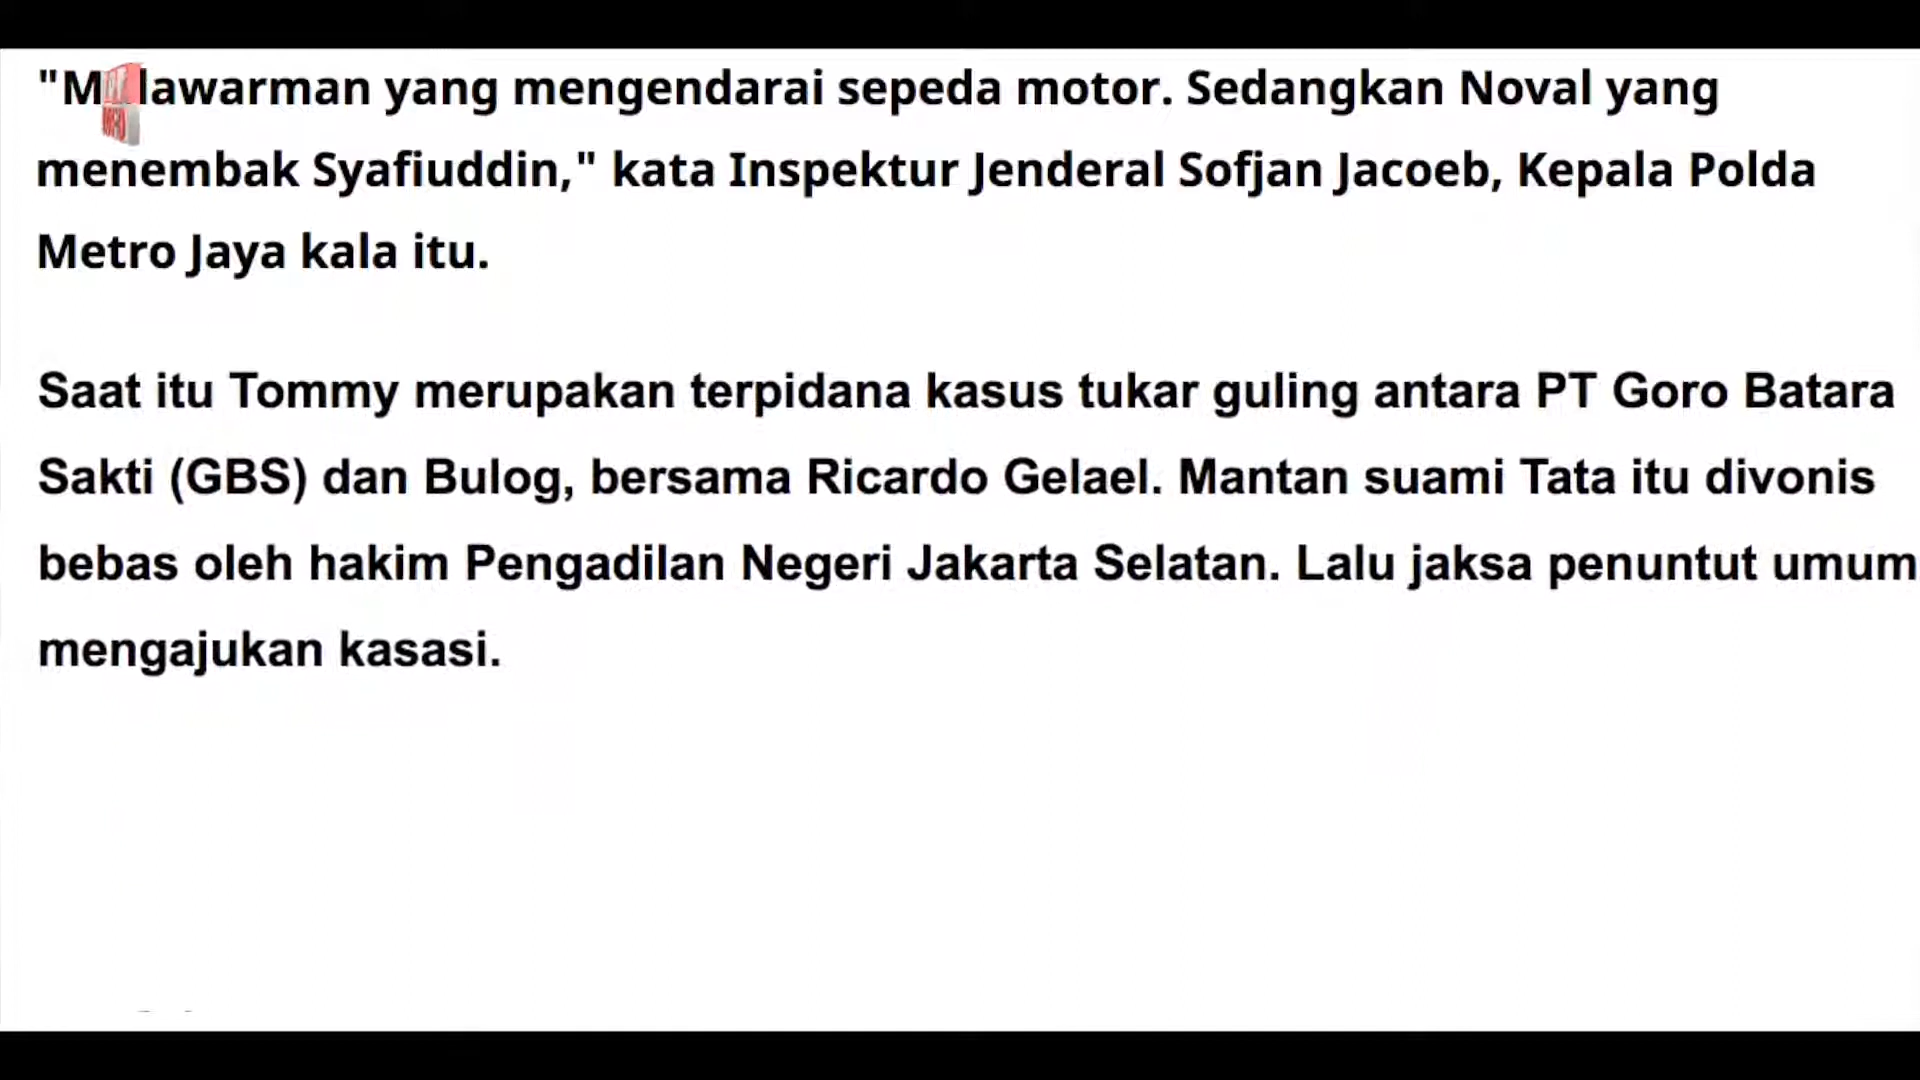 "M lawarman yang mengendarai sepeda motor. Sedangkan Noval yang
menembak Syafiuddin," kata Inspektur Jenderal Sofjan Jacoeb, Kepala Polda
Metro Jaya kala itu.
Saat itu Tommy merupakan terpidana kasus tukar guling antara PT Goro Batara
Sakti (GBS) dan Bulog, bersama Ricardo Gelael. Mantan suami Tata itu divonis
bebas oleh hakim Pengadilan Negeri Jakarta Selatan. Lalu jaksa penuntut umum
mengajukan kasasi.